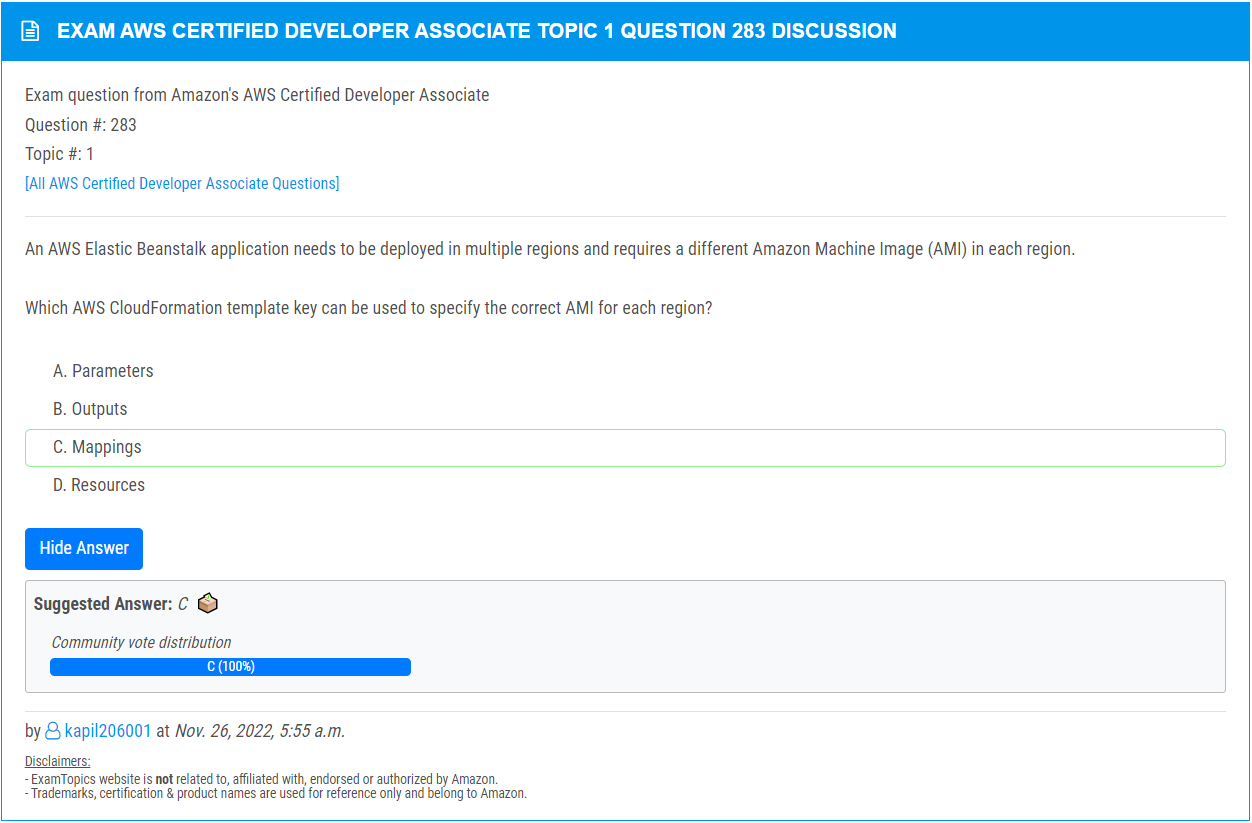 EXAM AWS CERTIFIED DEVELOPER ASSOCIATE TOPIC 1 QUESTION 283 DISCUSSION
Exam question from Amazon's AWS Certified Developer Associate
Question #: 283
Topic #: 1
[All AWS Certified Developer Associate Questions]
An AWS Elastic Beanstalk application needs to be deployed in multiple regions and requires a different Amazon Machine Image (AMI) in each region.
Which AWS CloudFormation template key can be used to specify the correct AMI for each region?
A. Parameters
B. Outputs
C. Mappings
D. Resources
Hide Answer
Suggested Answer: C
Community vote distribution
C (100%)
by kapil206001 at Nov. 26, 2022, 5:55 a.m.
Disclaimers:
- ExamTopics website is not related to, affiliated with, endorsed or authorized by Amazon.
- Trademarks, certification & product names are used for reference only and belong to Amazon.